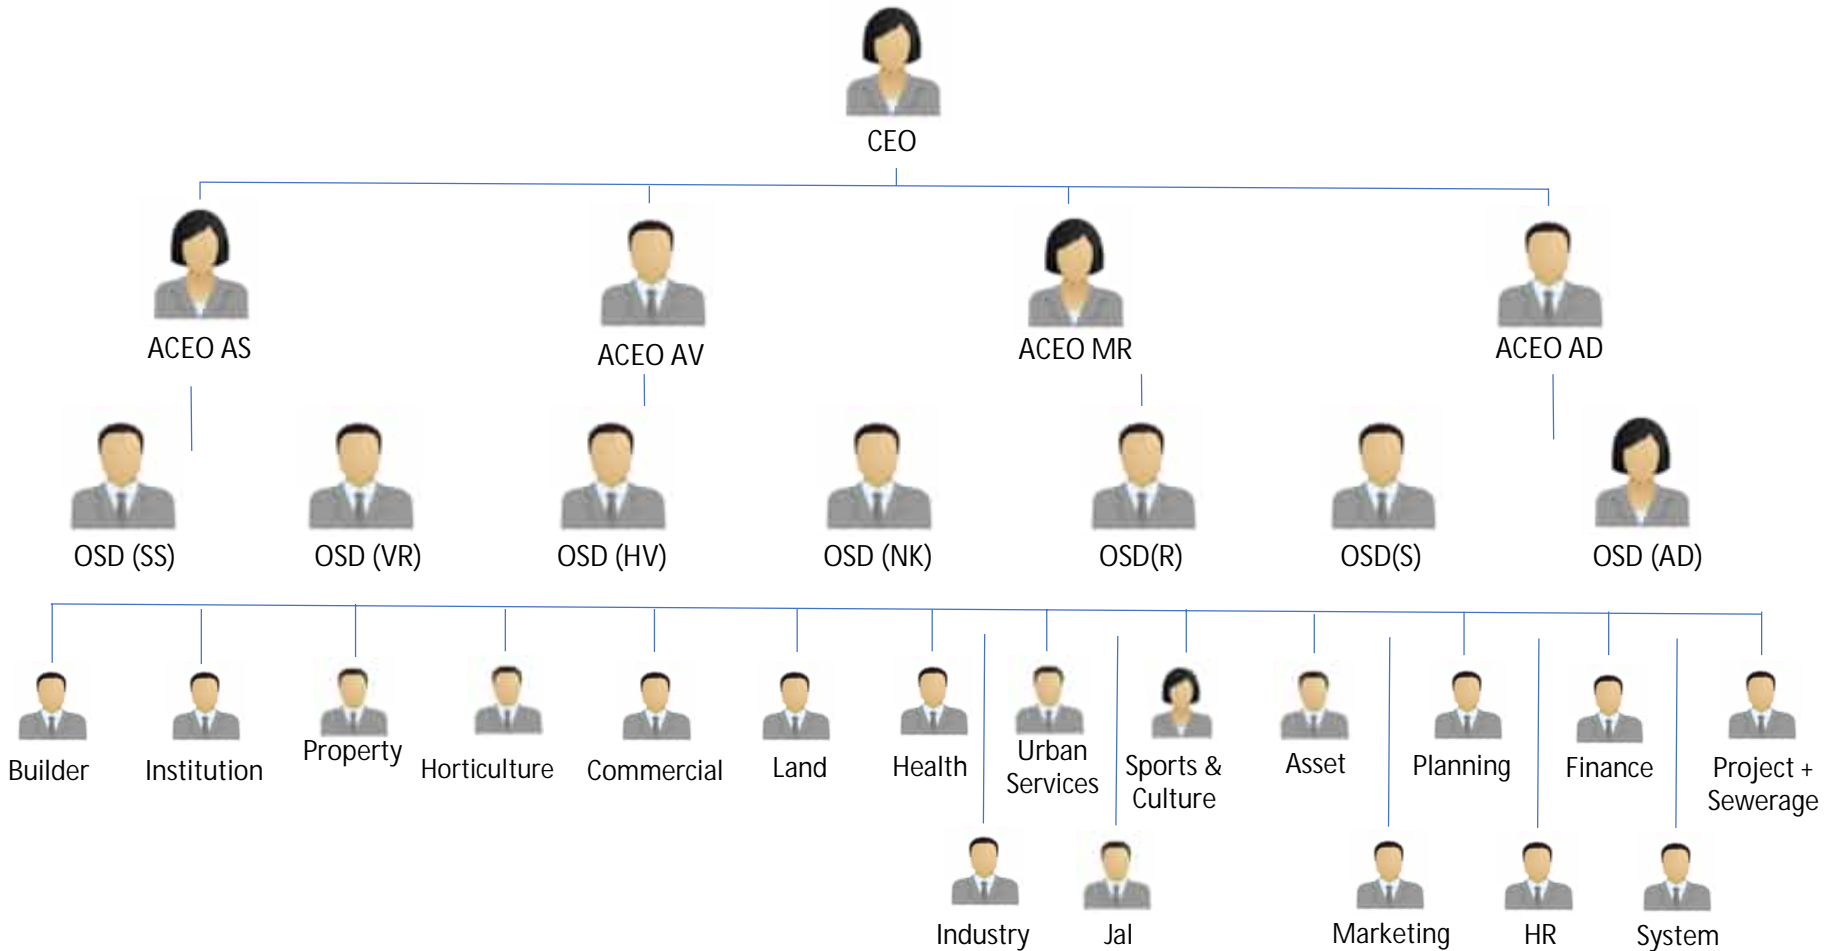 CEO
ACEO AS
ACEO AV
ACEO MR
ACEO AD
OSD (SS)
OSD (VR)
OSD (HV)
OSD (NK)
OSD(R)
OSD(S)
OSD (AD)
Builder
Institution
Property
Horticulture
Commercial
Land
Health
Urban
Services
Sports &
Culture
Asset
Planning
Finance
Project +
Sewerage
Industry
Jal
Marketing
HR
System